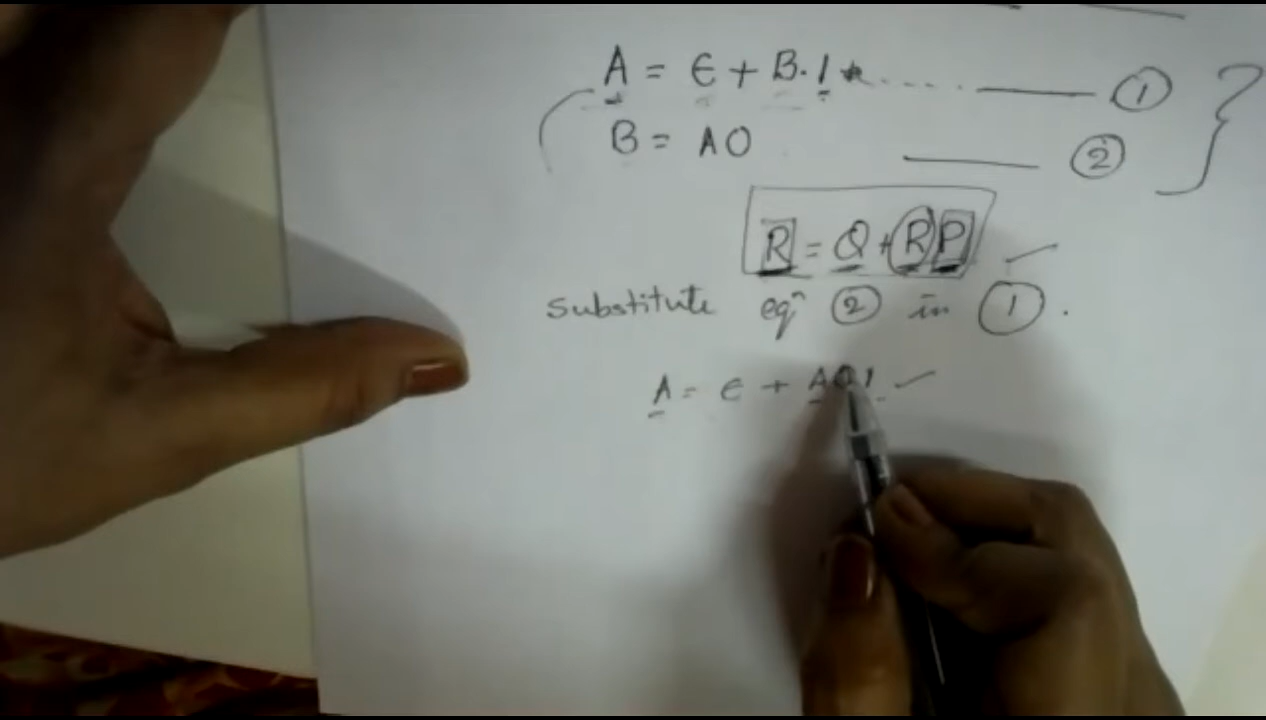 A = ϵ + B·1 ①
B = A0 ②
R = Q + RP
Substitute eqⁿ ② in ① .
A = ϵ + A01